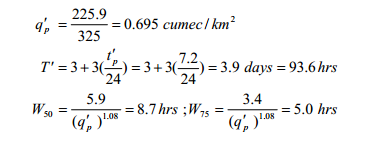 q′p = 225.9 / 325 = 0.695 cumec / km²
T′ = 3 + 3(t′p / 24) = 3 + 3(7.2 / 24) = 3.9 days = 93.6 hrs
W50 = 5.9 / (q′p)^1.08 = 8.7 hrs ; W75 = 3.4 / (q′p)^1.08 = 5.0 hrs